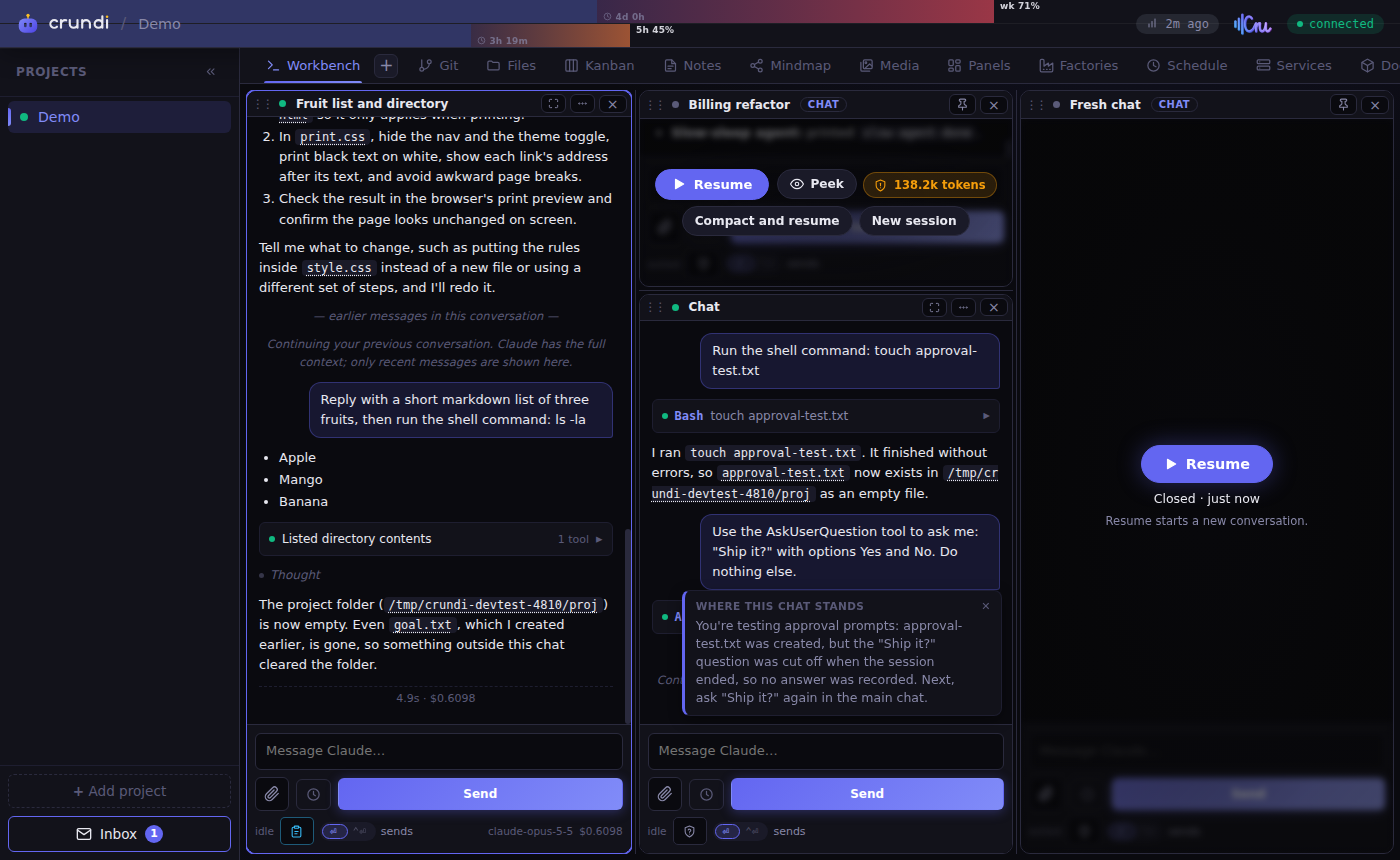 crundi / Demo
4d 0h
wk 71%
3h 19m
5h 45%
2m ago
Cru
connected
PROJECTS «
Demo
+ Add project
Inbox 1
Workbench + Git Files Kanban Notes Mindmap Media Panels Factories Schedule Services Do
Fruit list and directory
html so it only applies when printing.
2. In print.css, hide the nav and the theme toggle,
print black text on white, show each link's address
after its text, and avoid awkward page breaks.
3. Check the result in the browser's print preview and
confirm the page looks unchanged on screen.
Tell me what to change, such as putting the rules
inside style.css instead of a new file or using a
different set of steps, and I'll redo it.
— earlier messages in this conversation —
Continuing your previous conversation. Claude has the full
context; only recent messages are shown here.
Reply with a short markdown list of three
fruits, then run the shell command: ls -la
• Apple
• Mango
• Banana
Listed directory contents 1 tool
Thought
The project folder (/tmp/crundi-devtest-4810/proj)
is now empty. Even goal.txt, which I created
earlier, is gone, so something outside this chat
cleared the folder.
4.9s · $0.6098
Message Claude…
Send
idle sends claude-opus-5-5 $0.6098
Billing refactor CHAT
Resume Peek 138.2k tokens
Compact and resume New session
Chat
Run the shell command: touch approval-
test.txt
Bash touch approval-test.txt
I ran touch approval-test.txt. It finished without
errors, so approval-test.txt now exists in /tmp/cr
undi-devtest-4810/proj as an empty file.
Use the AskUserQuestion tool to ask me:
"Ship it?" with options Yes and No. Do
nothing else.
WHERE THIS CHAT STANDS ×
You're testing approval prompts: approval-
test.txt was created, but the "Ship it?"
question was cut off when the session
ended, so no answer was recorded. Next,
ask "Ship it?" again in the main chat.
Message Claude…
Send
idle sends
Fresh chat CHAT
Resume
Closed · just now
Resume starts a new conversation.